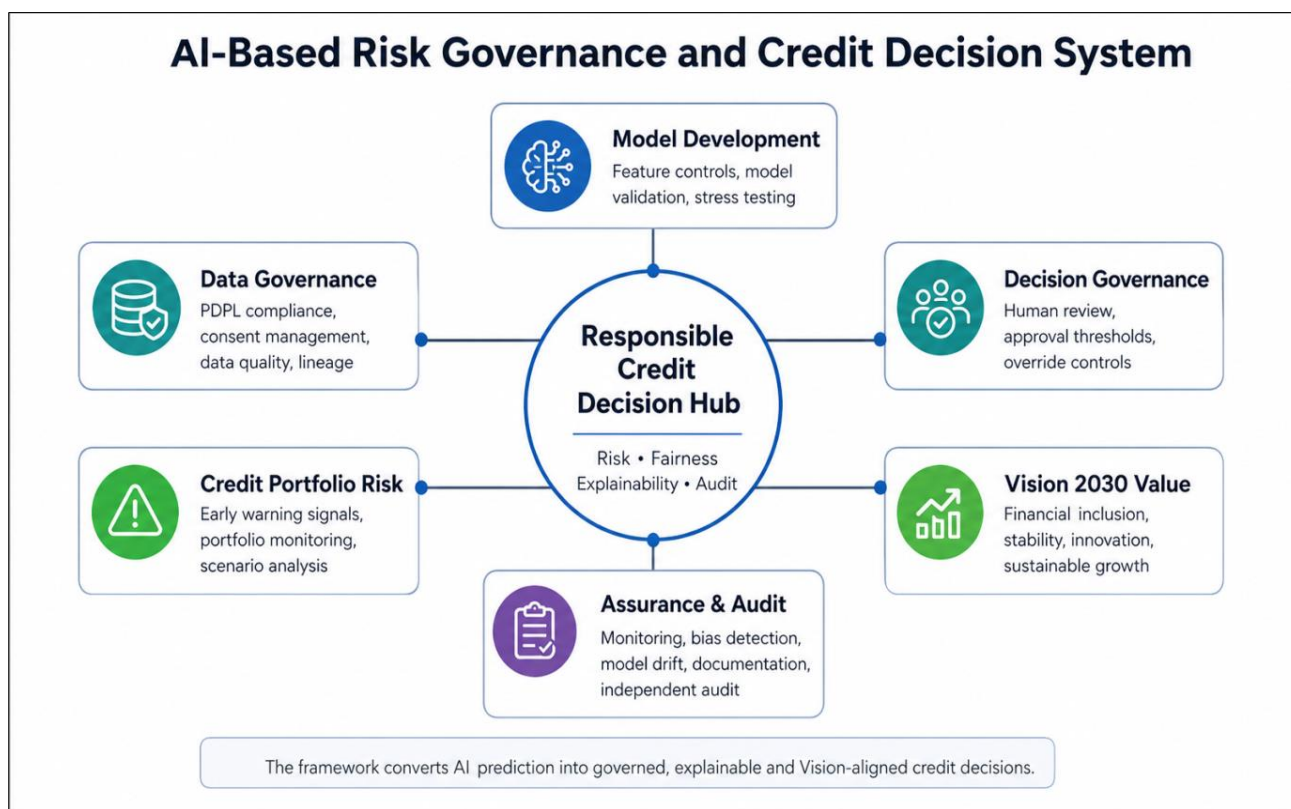 AI-Based Risk Governance and Credit Decision System
Model Development
Feature controls, model
validation, stress testing
Data Governance
PDPL compliance,
consent management,
data quality, lineage
Decision Governance
Human review,
approval thresholds,
override controls
Responsible
Credit
Decision Hub
Risk • Fairness
Explainability • Audit
Credit Portfolio Risk
Early warning signals,
portfolio monitoring,
scenario analysis
Vision 2030 Value
Financial inclusion,
stability, innovation,
sustainable growth
Assurance & Audit
Monitoring, bias detection,
model drift, documentation,
independent audit
The framework converts AI prediction into governed, explainable and Vision-aligned credit decisions.